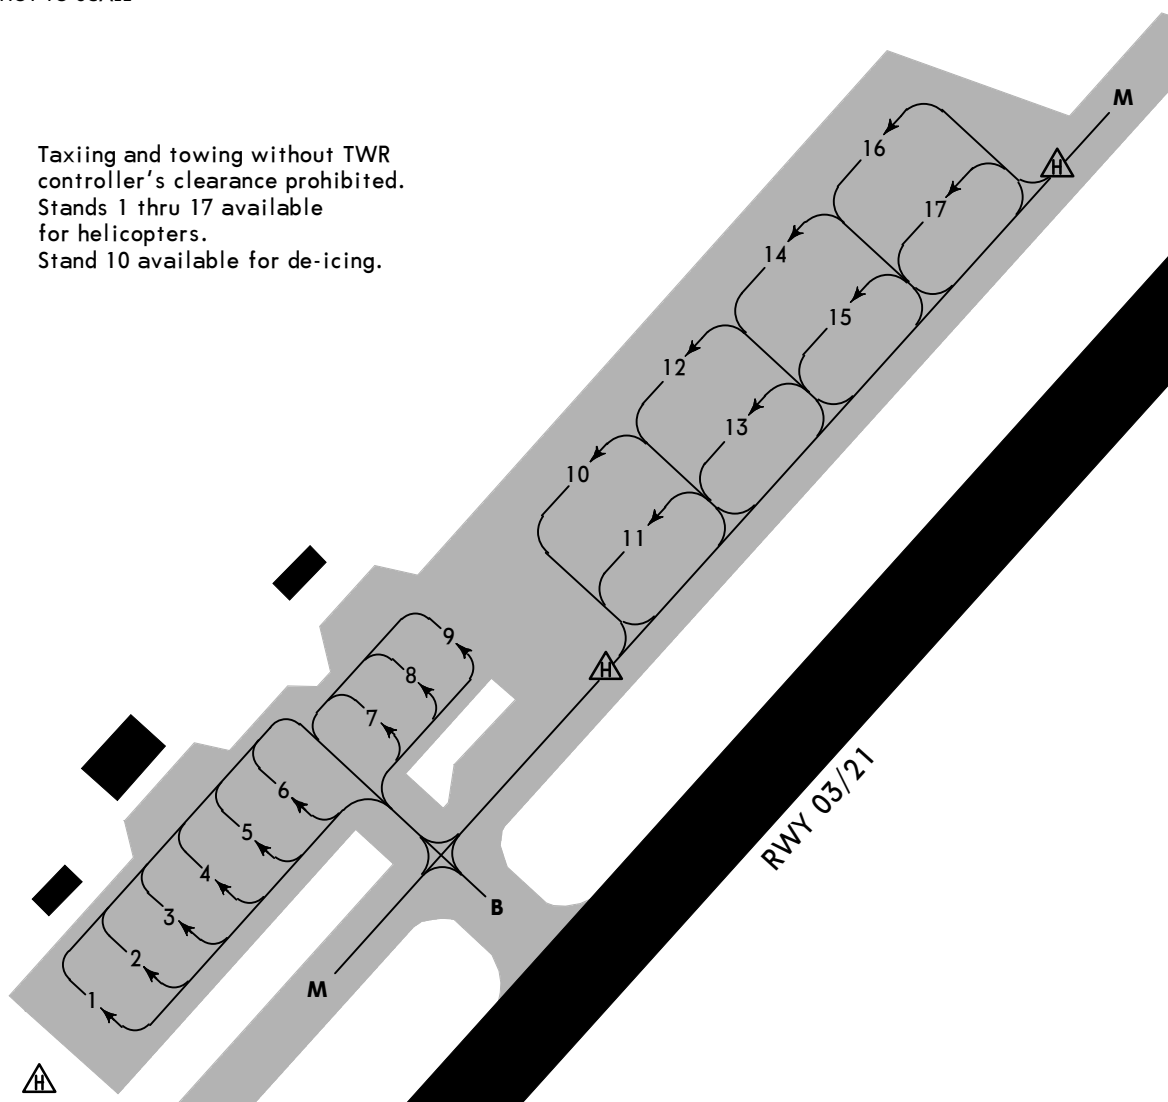 M
Taxiing and towing without TWR
controller's clearance prohibited.
Stands 1 thru 17 available
for helicopters.
Stand 10 available for de-icing.
16
H
17
14
15
12
13
10
11
9
H
8
7
6
5
4
RWY 03/21
3
B
2
M
1
H